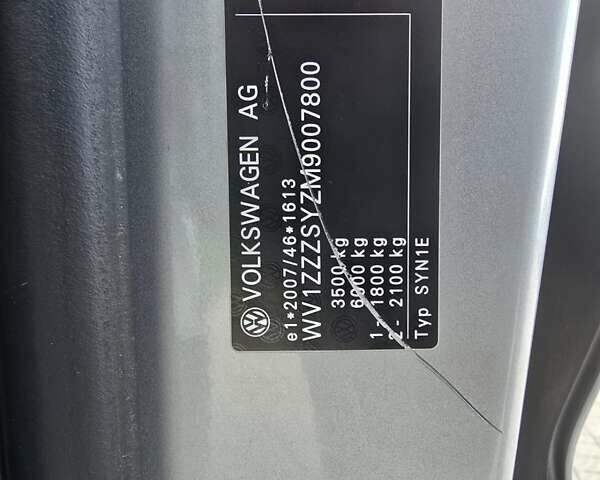 VOLKSWAGEN AG
e1*2007/46*1613
WV1ZZZSYZM9007800
3500 kg
6000 kg
1 - 1800 kg
2 - 2100 kg
Typ SYN1E